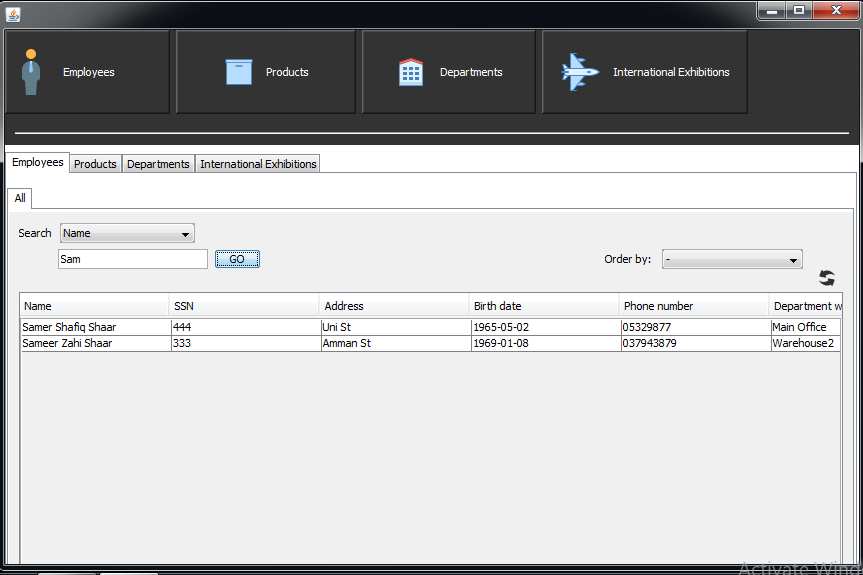 Employees Products Departments International Exhibitions
Employees Products Departments International Exhibitions
All
Search Name
Sam GO Order by: -
Name SSN Address Birth date Phone number Department w
Samer Shafiq Shaar 444 Uni St 1965-05-02 05329877 Main Office
Sameer Zahi Shaar 333 Amman St 1969-01-08 037943879 Warehouse2
Activate Wind